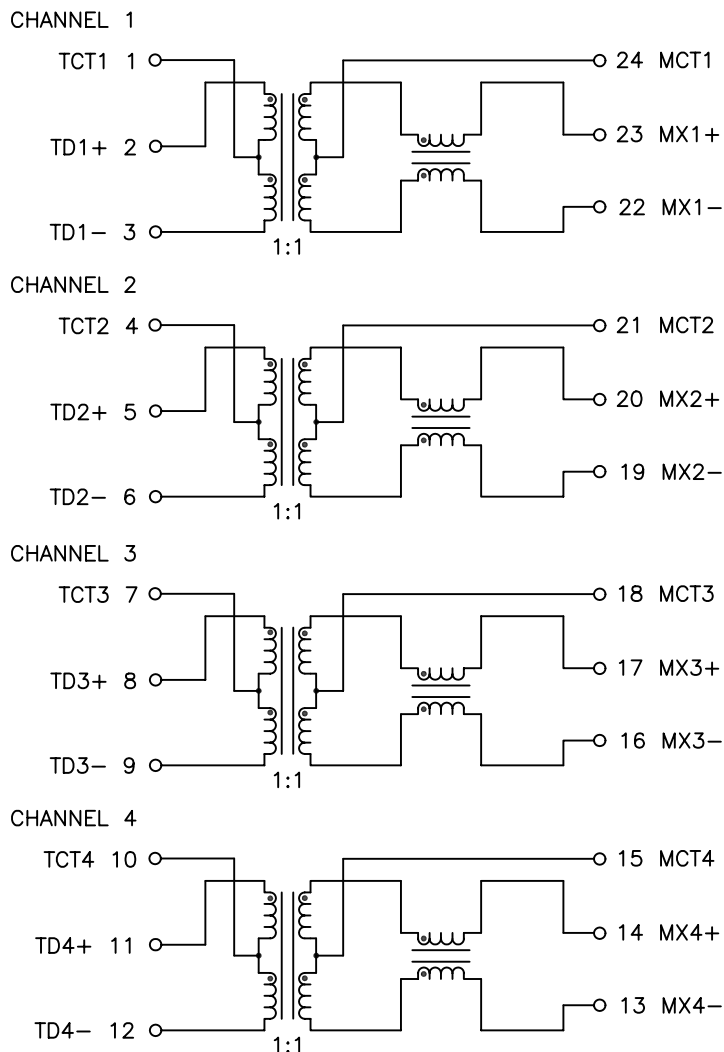 CHANNEL 1
TCT1 1
24 MCT1
TD1+ 2
23 MX1+
22 MX1-
TD1- 3
1:1
CHANNEL 2
TCT2 4
21 MCT2
TD2+ 5
20 MX2+
19 MX2-
TD2- 6
1:1
CHANNEL 3
TCT3 7
18 MCT3
TD3+ 8
17 MX3+
16 MX3-
TD3- 9
1:1
CHANNEL 4
TCT4 10
15 MCT4
TD4+ 11
14 MX4+
13 MX4-
TD4- 12
1:1